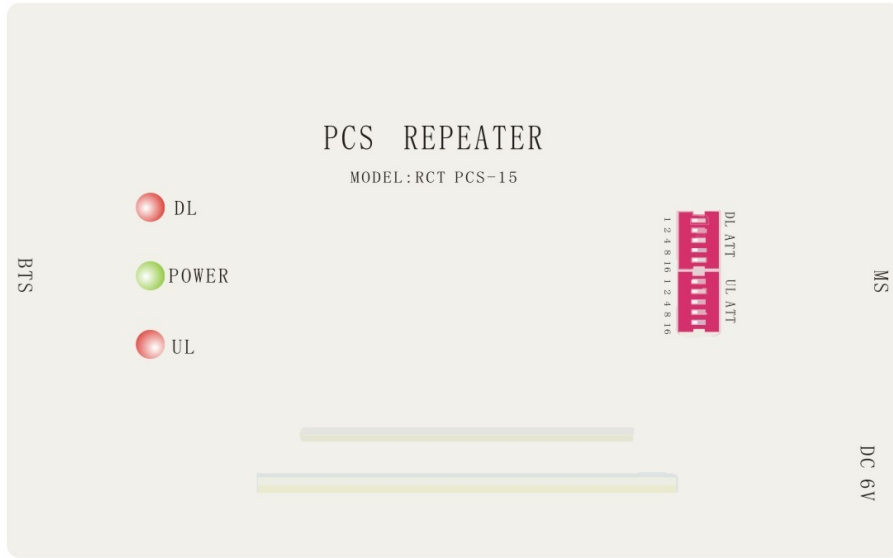 PCS REPEATER
MODEL:RCT PCS-15
DL
POWER
UL
BTS
1 2 4 8 16 1 2 4 8 16
DL ATT UL ATT
MS
DC 6V